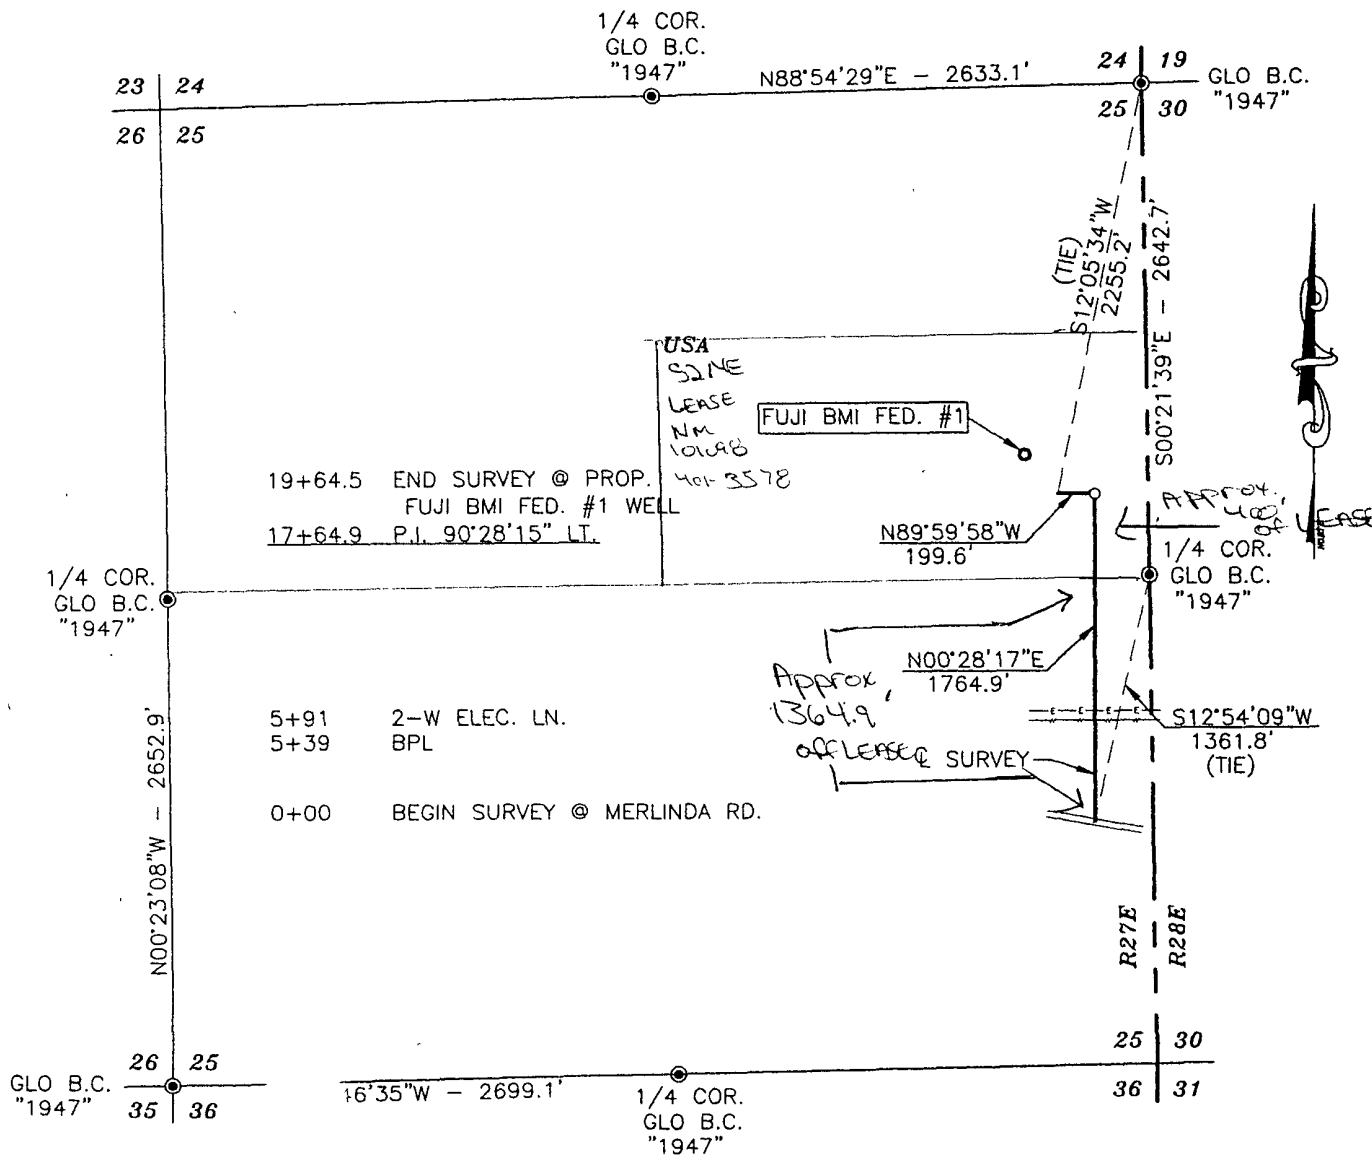 1/4 COR.
GLO B.C.
"1947"
N88°54'29"E - 2633.1'
24 19
25 30
GLO B.C.
"1947"
23 24
26 25
(TIE)
S12°05'34"W
2255.2'
S00°21'39"E - 2642.7'
USA
S2NE
LEASE
NM
FUJI BMI FED. #1
19+64.5 END SURVEY @ PROP.
FUJI BMI FED. #1 WELL
17+64.9 P.I. 90°28'15" LT.
N89°59'58"W
199.6'
Approx.
of LEASE
1/4 COR.
GLO B.C.
"1947"
1/4 COR.
GLO B.C.
"1947"
N00°28'17"E
1764.9'
Approx
1364.9'
off LEASE
℄ SURVEY
E E E E
S12°54'09"W
1361.8'
(TIE)
5+91 2-W ELEC. LN.
5+39 BPL
0+00 BEGIN SURVEY @ MERLINDA RD.
N00°23'08"W - 2652.9'
R27E R28E
26 25
35 36
GLO B.C.
"1947"
16'35"W - 2699.1'
1/4 COR.
GLO B.C.
"1947"
25 30
36 31